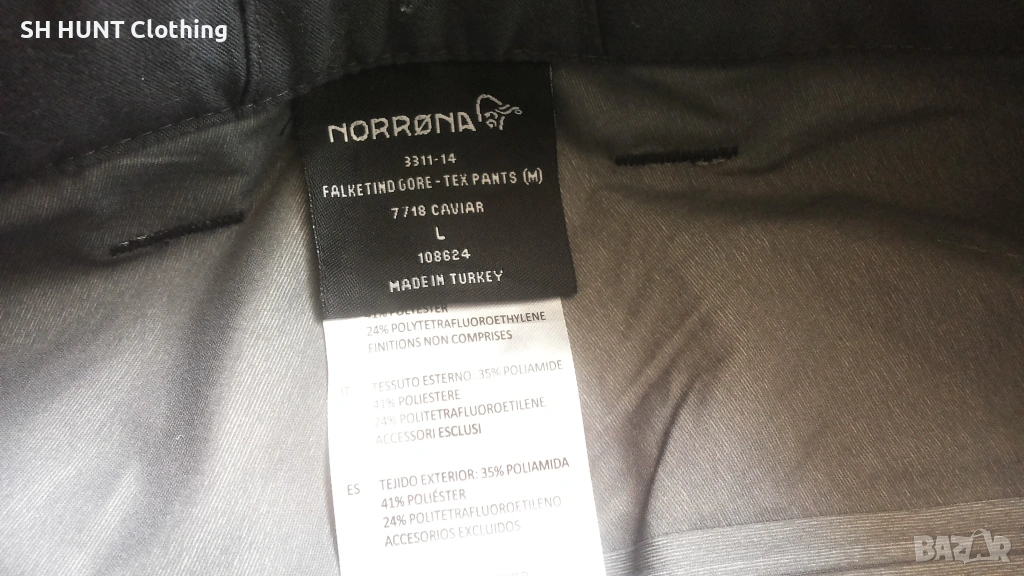 SH HUNT Clothing
NORRØNA
3311-14
FALKETIND GORE-TEX PANTS (M)
7718 CAVIAR
L
108624
MADE IN TURKEY
POLYESTER
24% POLYTETRAFLUOROETHYLENE
FINITIONS NON COMPRISES
IT TESSUTO ESTERNO: 35% POLIAMIDE
41% POLIESTERE
24% POLITETRAFLUOROETILENE
ACCESSORI ESCLUSI
ES TEJIDO EXTERIOR: 35% POLIAMIDA
41% POLIÉSTER
24% POLITETRAFLUOROETILENO
ACCESORIOS EXCLUIDOS
BAZAR